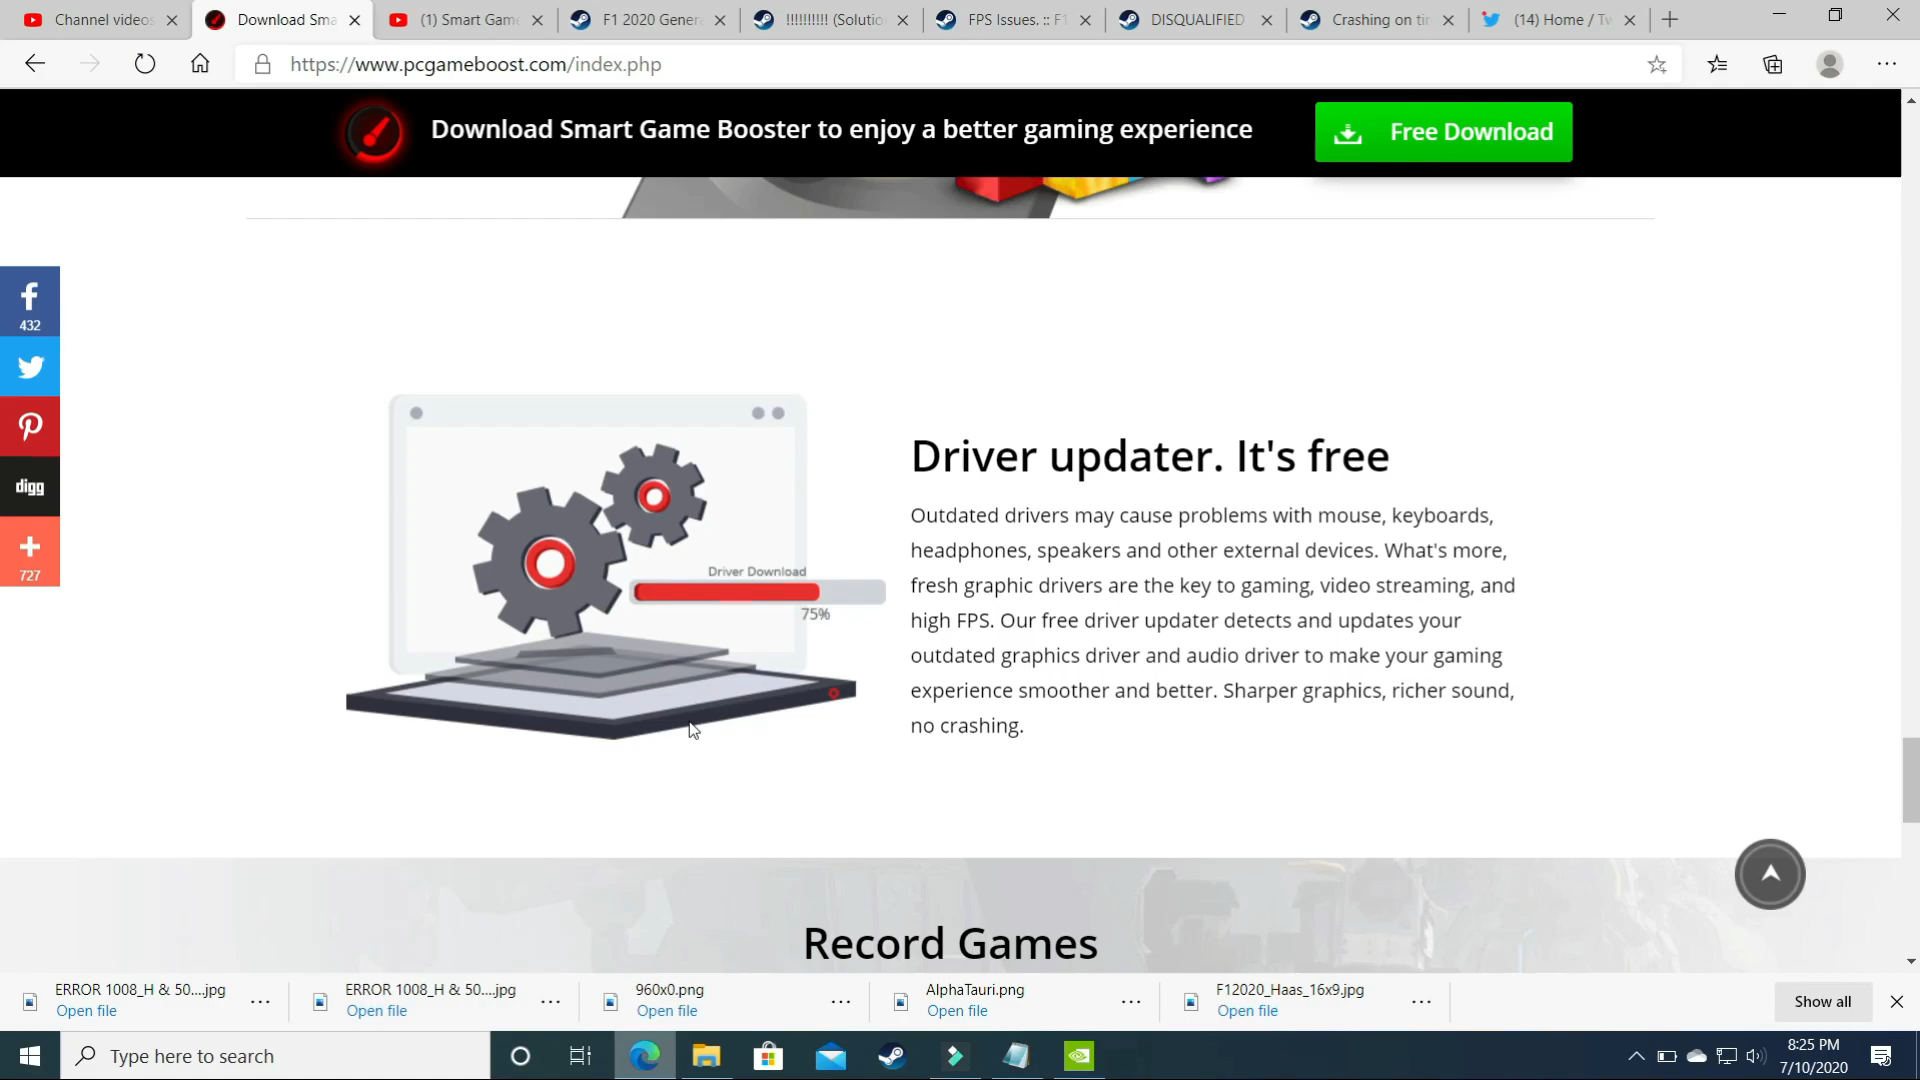 Channel videos
Download Sma
(1) Smart Game
F1 2020 Gener
!!!!!!!!!! (Solutio
FPS Issues. :: F1
DISQUALIFIED
Crashing on tir
(14) Home / Tw
https://www.pcgameboost.com/index.php
Download Smart Game Booster to enjoy a better gaming experience
Free Download
432
digg
727
Driver Download
75%
Driver updater. It's free
Outdated drivers may cause problems with mouse, keyboards,
headphones, speakers and other external devices. What's more,
fresh graphic drivers are the key to gaming, video streaming, and
high FPS. Our free driver updater detects and updates your
outdated graphics driver and audio driver to make your gaming
experience smoother and better. Sharper graphics, richer sound,
no crashing.
Record Games
ERROR 1008_H & 50....jpg
Open file
ERROR 1008_H & 50....jpg
Open file
960x0.png
Open file
AlphaTauri.png
Open file
F12020_Haas_16x9.jpg
Open file
Show all
Type here to search
8:25 PM
7/10/2020